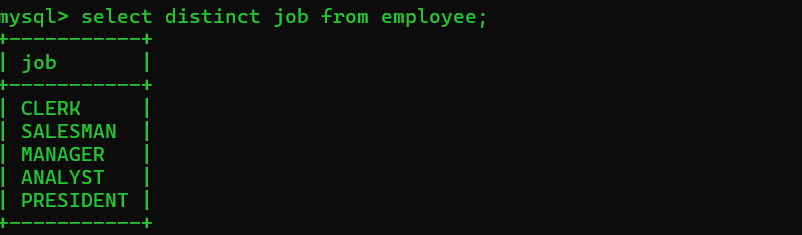 mysql> select distinct job from employee;
+-----------+
| job       |
+-----------+
| CLERK     |
| SALESMAN  |
| MANAGER   |
| ANALYST   |
| PRESIDENT |
+-----------+